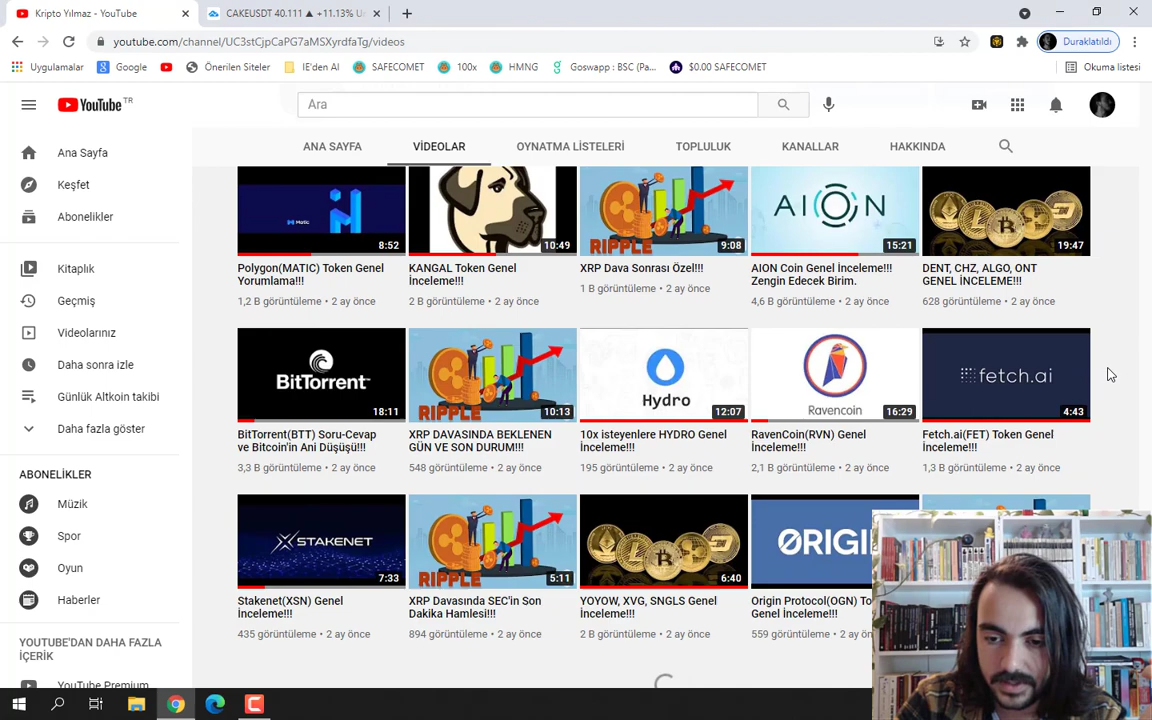 Kripto Yılmaz - YouTube
CAKEUSDT 40.111 ▲ +11.13%
youtube.com/channel/UC3stCjpCaPG7aMSXyrdfaTg/videos
Duraklatıldı
Uygulamalar
Google
Önerilen Siteler
IE'den Al
SAFECOMET
100x
HMNG
Goswapp : BSC (Pa...
$0.00 SAFECOMET
Okuma listesi
YouTube TR
Ara
ANA SAYFA
VİDEOLAR
OYNATMA LİSTELERİ
TOPLULUK
KANALLAR
HAKKINDA
Ana Sayfa
Keşfet
Abonelikler
Kitaplık
Geçmiş
Videolarınız
Daha sonra izle
Günlük Altkoin takibi
Daha fazla göster
ABONELİKLER
Müzik
Spor
Oyun
Haberler
YOUTUBE'DAN DAHA FAZLA
İÇERİK
YouTube Premium
Matic
8:52
Polygon(MATIC) Token Genel
Yorumlama!!!
1,2 B görüntüleme • 2 ay önce
10:49
KANGAL Token Genel
İnceleme!!!
2 B görüntüleme • 2 ay önce
RIPPLE
9:08
XRP Dava Sonrası Özel!!!
1 B görüntüleme • 2 ay önce
AION
15:21
AION Coin Genel İnceleme!!!
Zengin Edecek Birim.
4,6 B görüntüleme • 2 ay önce
19:47
DENT, CHZ, ALGO, ONT
GENEL İNCELEME!!!
628 görüntüleme • 2 ay önce
BitTorrent
18:11
BitTorrent(BTT) Soru-Cevap
ve Bitcoin'in Ani Düşüşü!!!
3,3 B görüntüleme • 2 ay önce
RIPPLE
10:13
XRP DAVASINDA BEKLENEN
GÜN VE SON DURUM!!!
548 görüntüleme • 2 ay önce
Hydro
12:07
10x isteyenlere HYDRO Genel
İnceleme!!!
195 görüntüleme • 2 ay önce
Ravencoin
16:29
RavenCoin(RVN) Genel
İnceleme!!!
2,1 B görüntüleme • 2 ay önce
fetch.ai
4:43
Fetch.ai(FET) Token Genel
İnceleme!!!
1,3 B görüntüleme • 2 ay önce
STAKENET
7:33
Stakenet(XSN) Genel
İnceleme!!!
435 görüntüleme • 2 ay önce
RIPPLE
5:11
XRP Davasında SEC'in Son
Dakika Hamlesi!!!
894 görüntüleme • 2 ay önce
6:40
YOYOW, XVG, SNGLS Genel
İnceleme!!!
2 B görüntüleme • 2 ay önce
ORIGI
Origin Protocol(OGN) To
Genel İnceleme!!!
559 görüntüleme • 2 ay önce